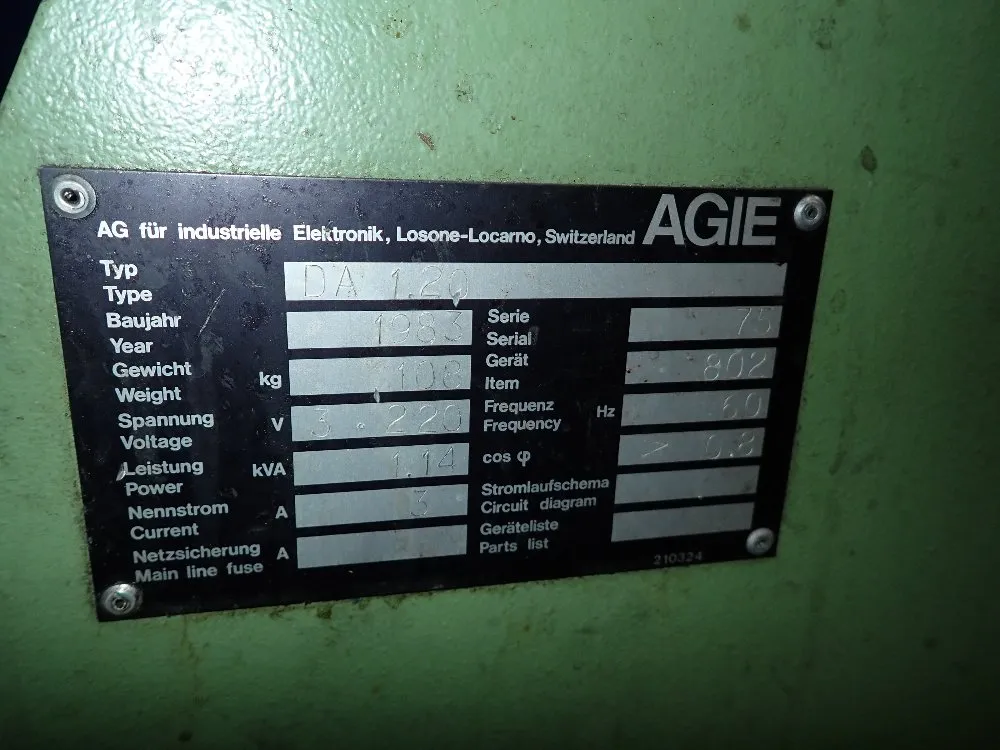 AG für industrielle Elektronik, Losone-Locarno, Switzerland AGIE
Typ
Type DA 1.20
Baujahr
Year 1983
Serie
Serial 75
Gewicht
Weight kg 108
Gerät
Item 802
Spannung
Voltage V 3 . 220
Frequenz
Frequency Hz 60
Leistung
Power kVA 1.14
cos φ > 0.8
Nennstrom
Current A 3
Stromlaufschema
Circuit diagram
Netzsicherung
Main line fuse A
Geräteliste
Parts list
210324